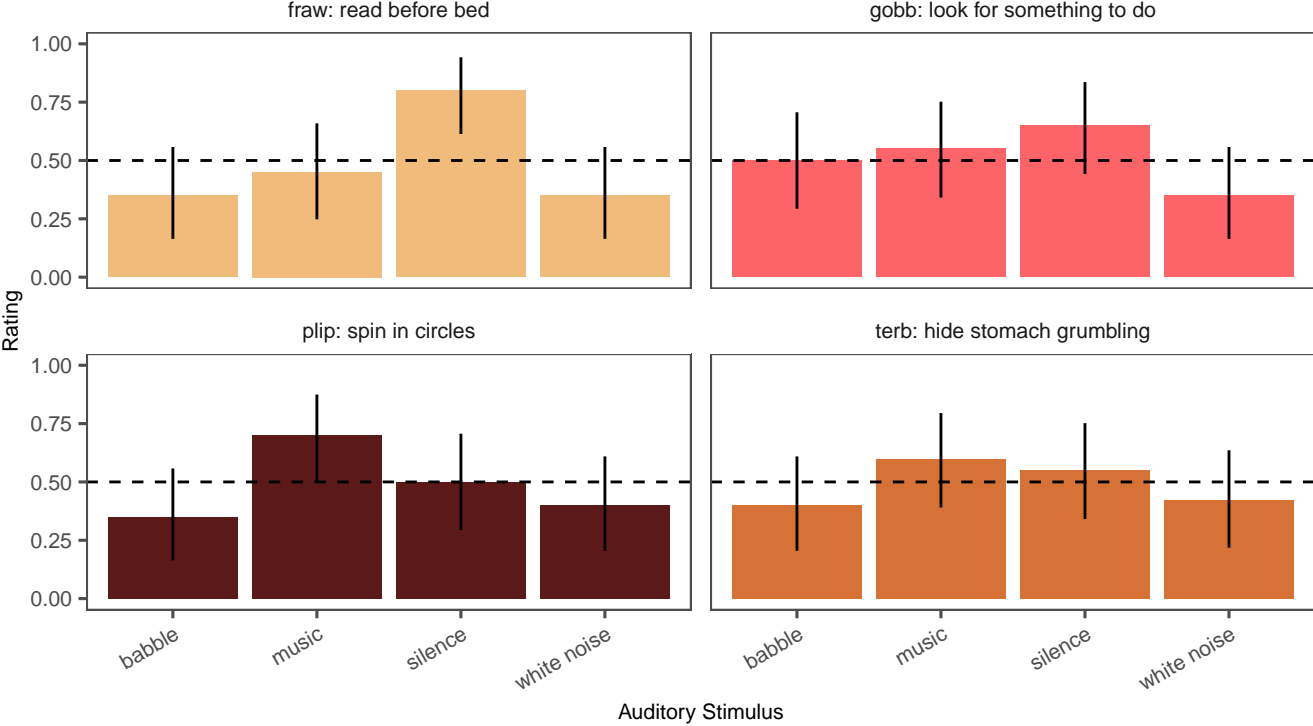 fraw: read before bed
gobb: look for something to do
1.00
0.75
0.50
0.25
0.00
Rating
plip: spin in circles
terb: hide stomach grumbling
1.00
0.75
0.50
0.25
0.00
babble
music
silence
white noise
babble
music
silence
white noise
Auditory Stimulus